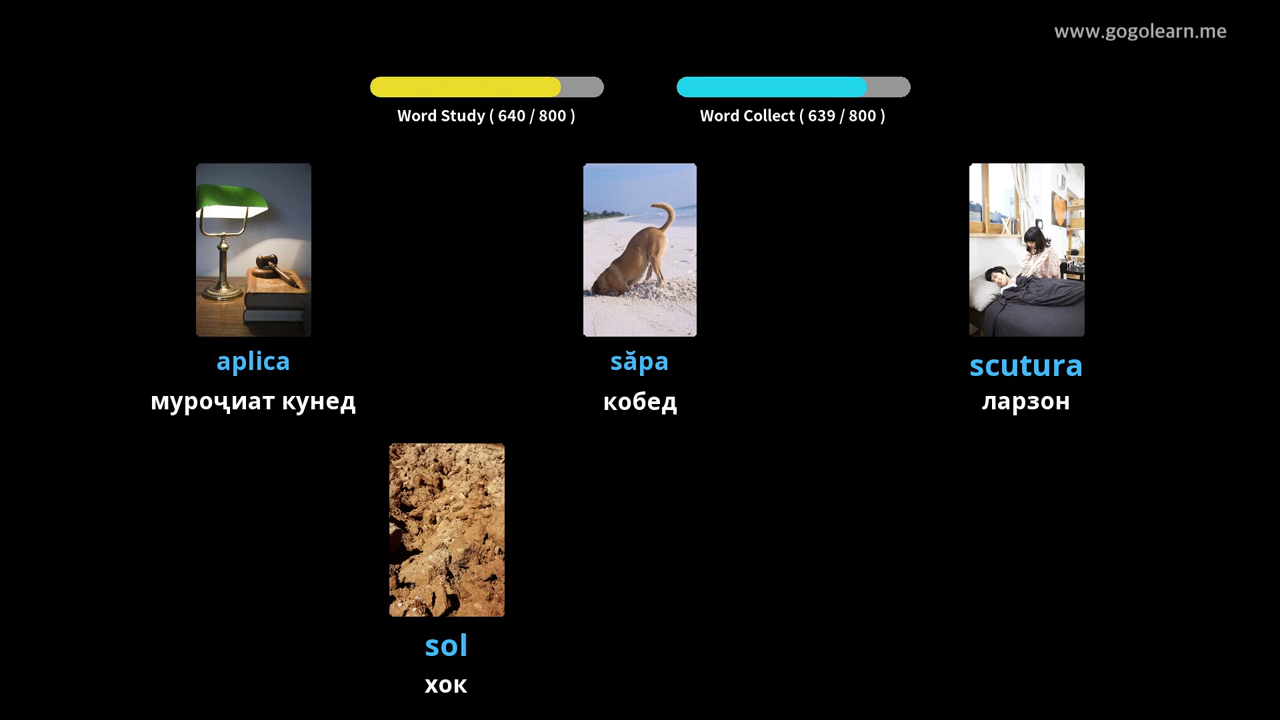 www.gogolearn.me
Word Study ( 640 / 800 )
Word Collect ( 639 / 800 )
aplica
муроҷиат кунед
săpa
кобед
scutura
ларзон
sol
хок